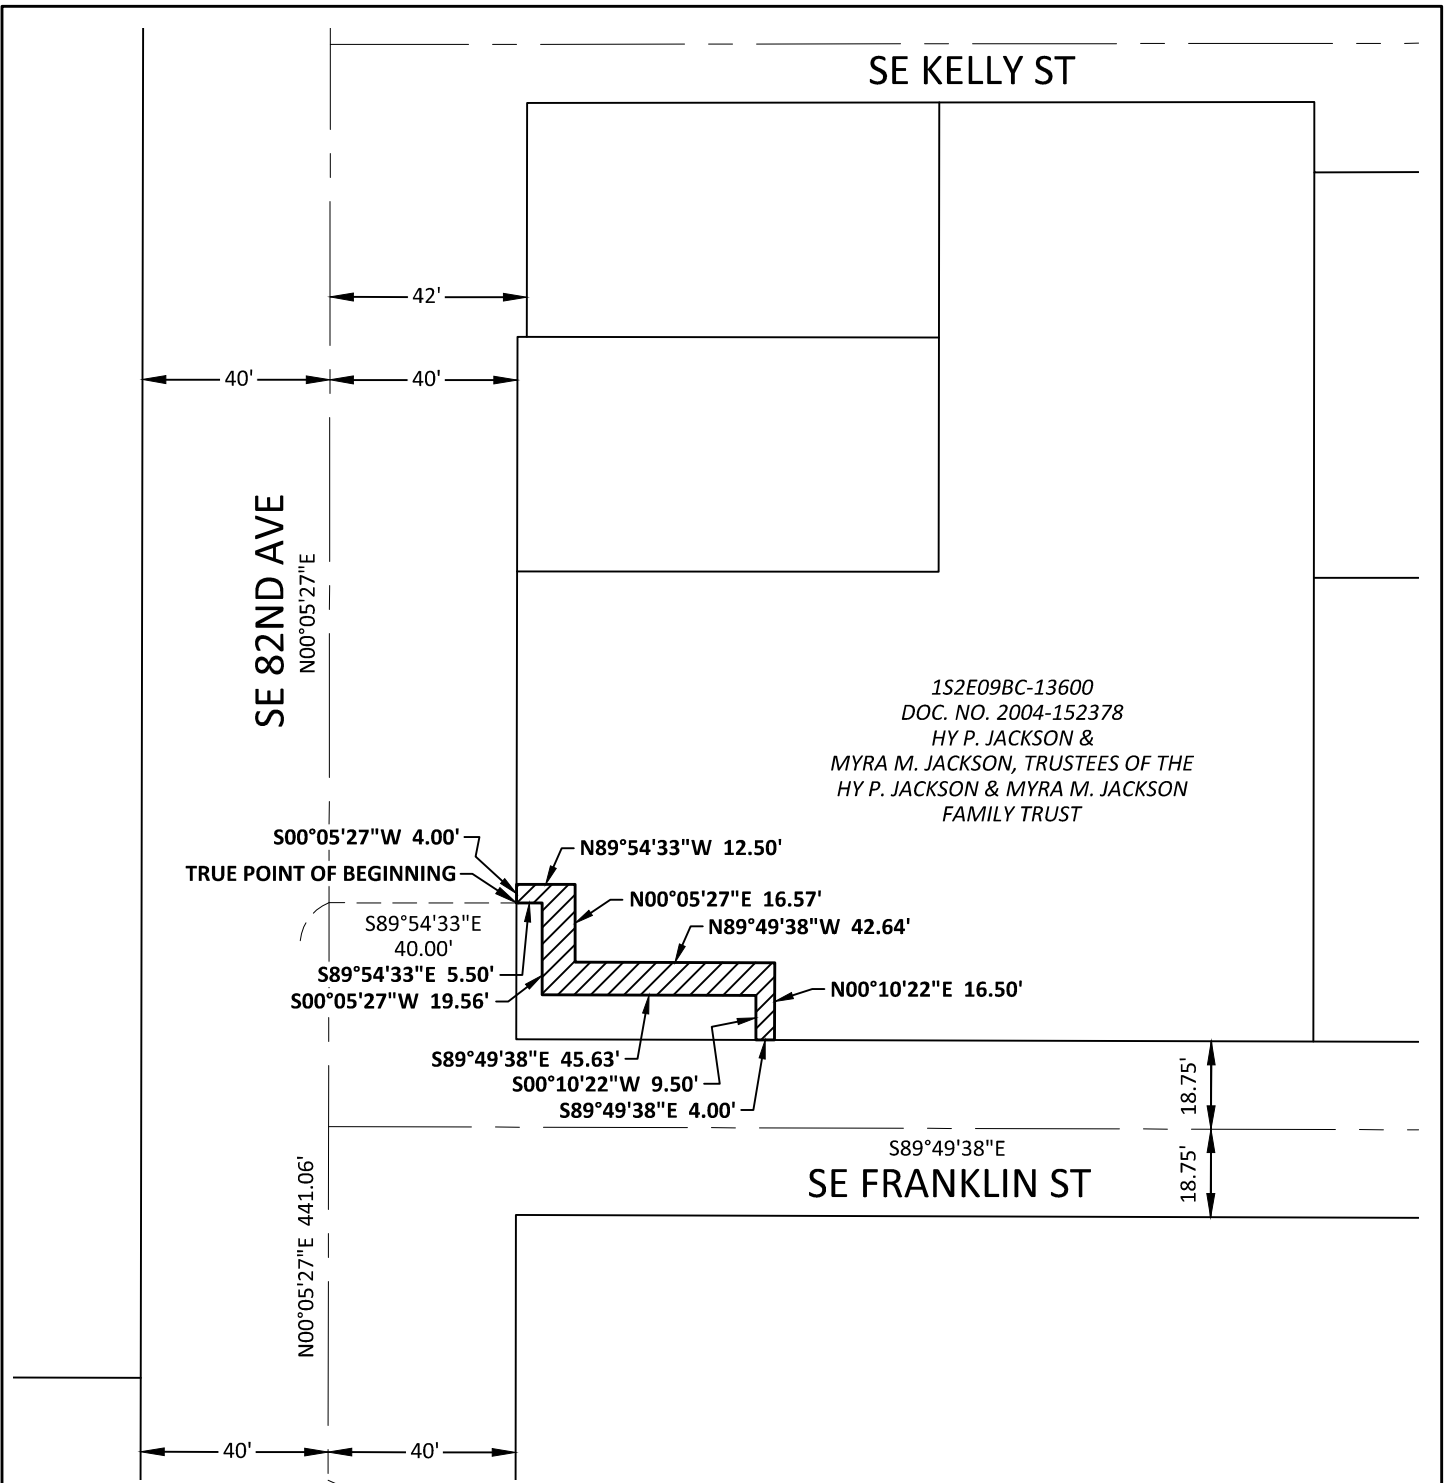 SE KELLY ST
42'
40'
40'
SE 82ND AVE
N00°05'27"E
1S2E09BC-13600
DOC. NO. 2004-152378
HY P. JACKSON &
MYRA M. JACKSON, TRUSTEES OF THE
HY P. JACKSON & MYRA M. JACKSON
FAMILY TRUST
S00°05'27"W 4.00'
N89°54'33"W 12.50'
TRUE POINT OF BEGINNING
N00°05'27"E 16.57'
S89°54'33"E
40.00'
N89°49'38"W 42.64'
S89°54'33"E 5.50'
S00°05'27"W 19.56'
N00°10'22"E 16.50'
S89°49'38"E 45.63'
S00°10'22"W 9.50'
S89°49'38"E 4.00'
18.75'
S89°49'38"E
SE FRANKLIN ST
18.75'
N00°05'27"E 441.06'
40'
40'